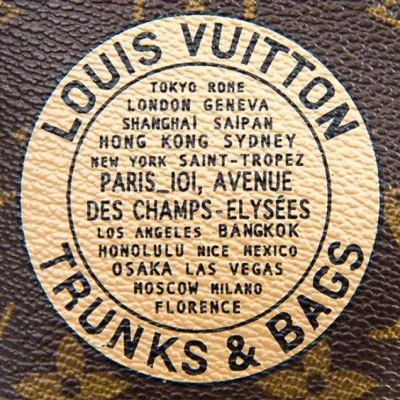 LOUIS VUITTON
TOKYO ROME
LONDON GENEVA
SHANGHAI SAIPAN
HONG KONG SYDNEY
NEW YORK SAINT-TROPEZ
PARIS_101, AVENUE
DES CHAMPS-ELYSÉES
LOS ANGELES BANGKOK
HONOLULU NICE MEXICO
OSAKA LAS VEGAS
MOSCOW MILANO
FLORENCE
TRUNKS & BAGS